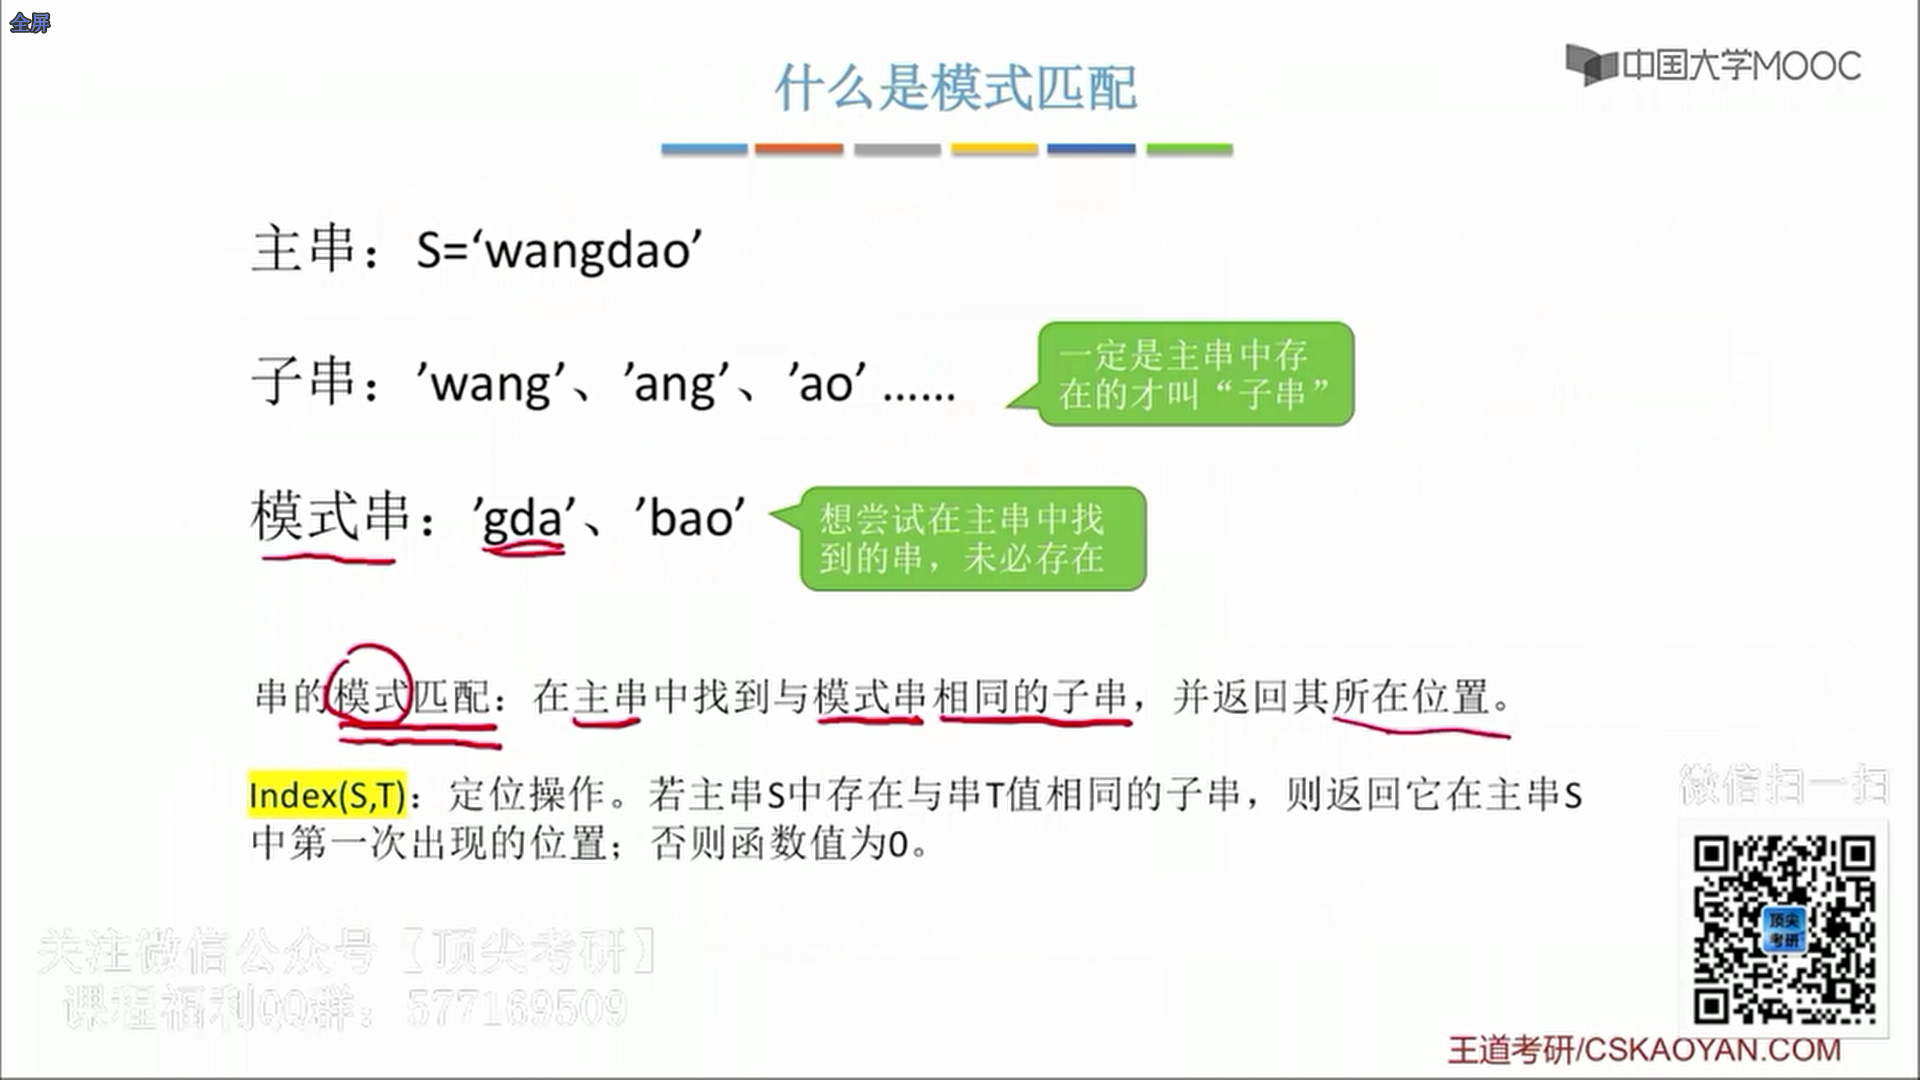 全屏
中国大学MOOC
什么是模式匹配
主串：S=‘wangdao’
子串：’wang’、’ang’、’ao’ ......
一定是主串中存
在的才叫“子串”
模式串：’gda’、’bao’
想尝试在主串中找
到的串，未必存在
串的模式匹配：在主串中找到与模式串相同的子串，并返回其所在位置。
Index(S,T)：定位操作。若主串S中存在与串T值相同的子串，则返回它在主串S
中第一次出现的位置；否则函数值为0。
微信扫一扫
顶尖
考研
关注微信公众号【顶尖考研】
课程福利QQ群：577169509
王道考研/CSKAOYAN.COM